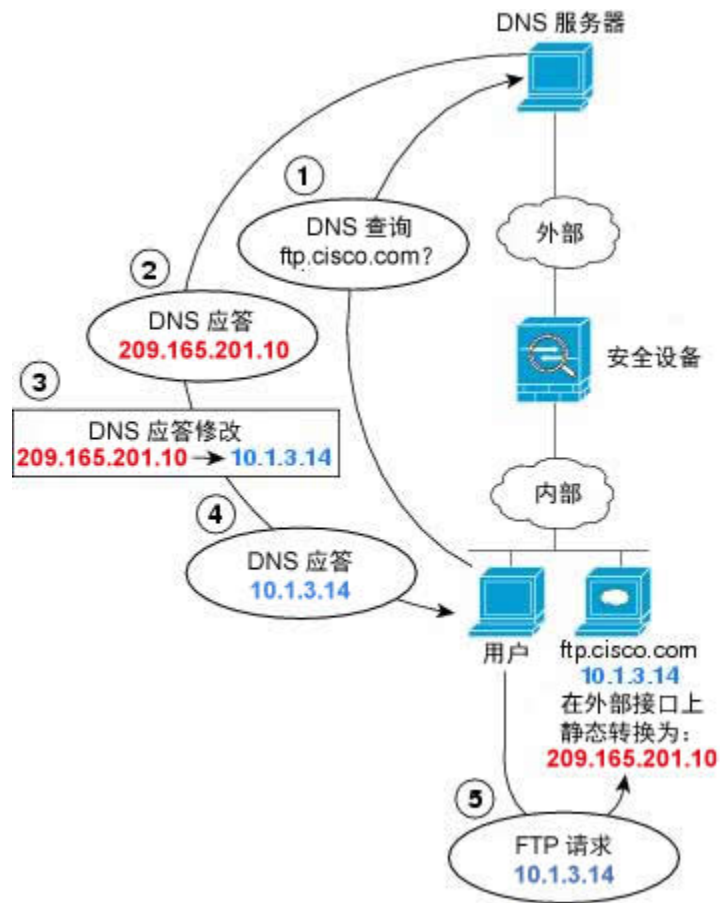 DNS 服务器
1
DNS 查询
ftp.cisco.com?
外部
2
DNS 应答
209.165.201.10
安全设备
3
DNS 应答修改
209.165.201.10 → 10.1.3.14
内部
4
DNS 应答
10.1.3.14
用户
ftp.cisco.com
10.1.3.14
在外部接口上
静态转换为:
209.165.201.10
5
FTP 请求
10.1.3.14